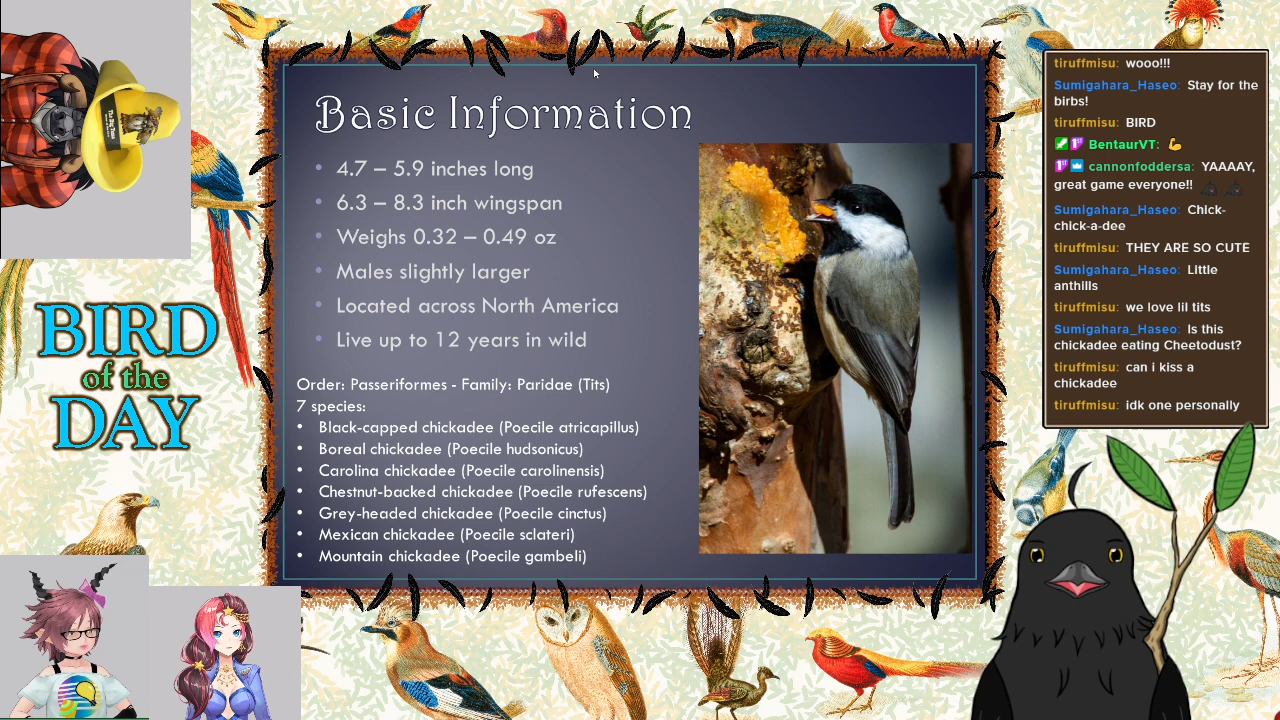 Basic Information
• 4.7 – 5.9 inches long
• 6.3 – 8.3 inch wingspan
• Weighs 0.32 – 0.49 oz
• Males slightly larger
• Located across North America
• Live up to 12 years in wild
Order: Passeriformes - Family: Paridae (Tits)
7 species:
• Black-capped chickadee (Poecile atricapillus)
• Boreal chickadee (Poecile hudsonicus)
• Carolina chickadee (Poecile carolinensis)
• Chestnut-backed chickadee (Poecile rufescens)
• Grey-headed chickadee (Poecile cinctus)
• Mexican chickadee (Poecile sclateri)
• Mountain chickadee (Poecile gambeli)
BIRD
of the
DAY
tiruffmisu: wooo!!!
Sumigahara_Haseo: Stay for the
birbs!
tiruffmisu: BIRD
BentaurVT: 💪
cannonfoddersa: YAAAAY,
great game everyone!!
Sumigahara_Haseo: Chick-
chick-a-dee
tiruffmisu: THEY ARE SO CUTE
Sumigahara_Haseo: Little
anthills
tiruffmisu: we love lil tits
Sumigahara_Haseo: Is this
chickadee eating Cheetodust?
tiruffmisu: can i kiss a
chickadee
tiruffmisu: idk one personally